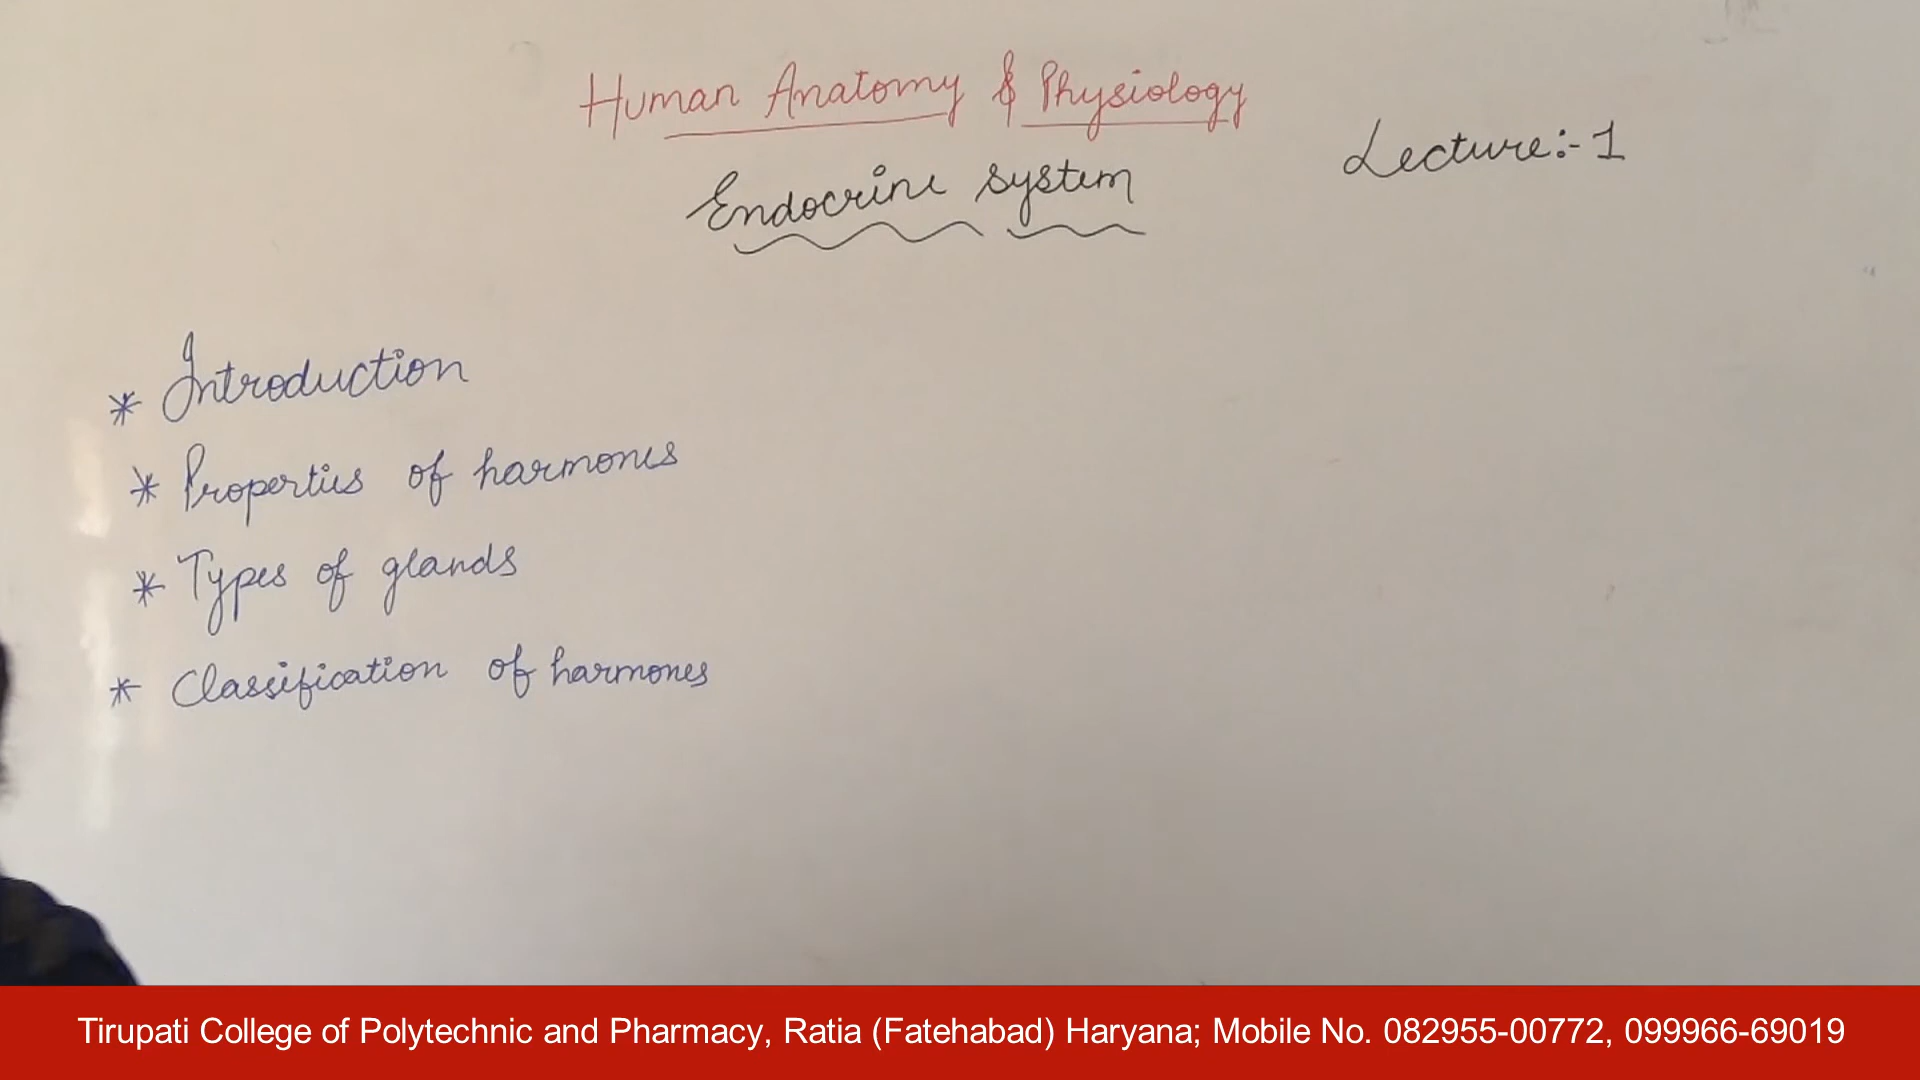 Human Anatomy & Physiology
Lecture:- 1
Endocrine system
* Introduction
* Properties of harmones
* Types of glands
* Classification of harmones
Tirupati College of Polytechnic and Pharmacy, Ratia (Fatehabad) Haryana; Mobile No. 082955-00772, 099966-69019